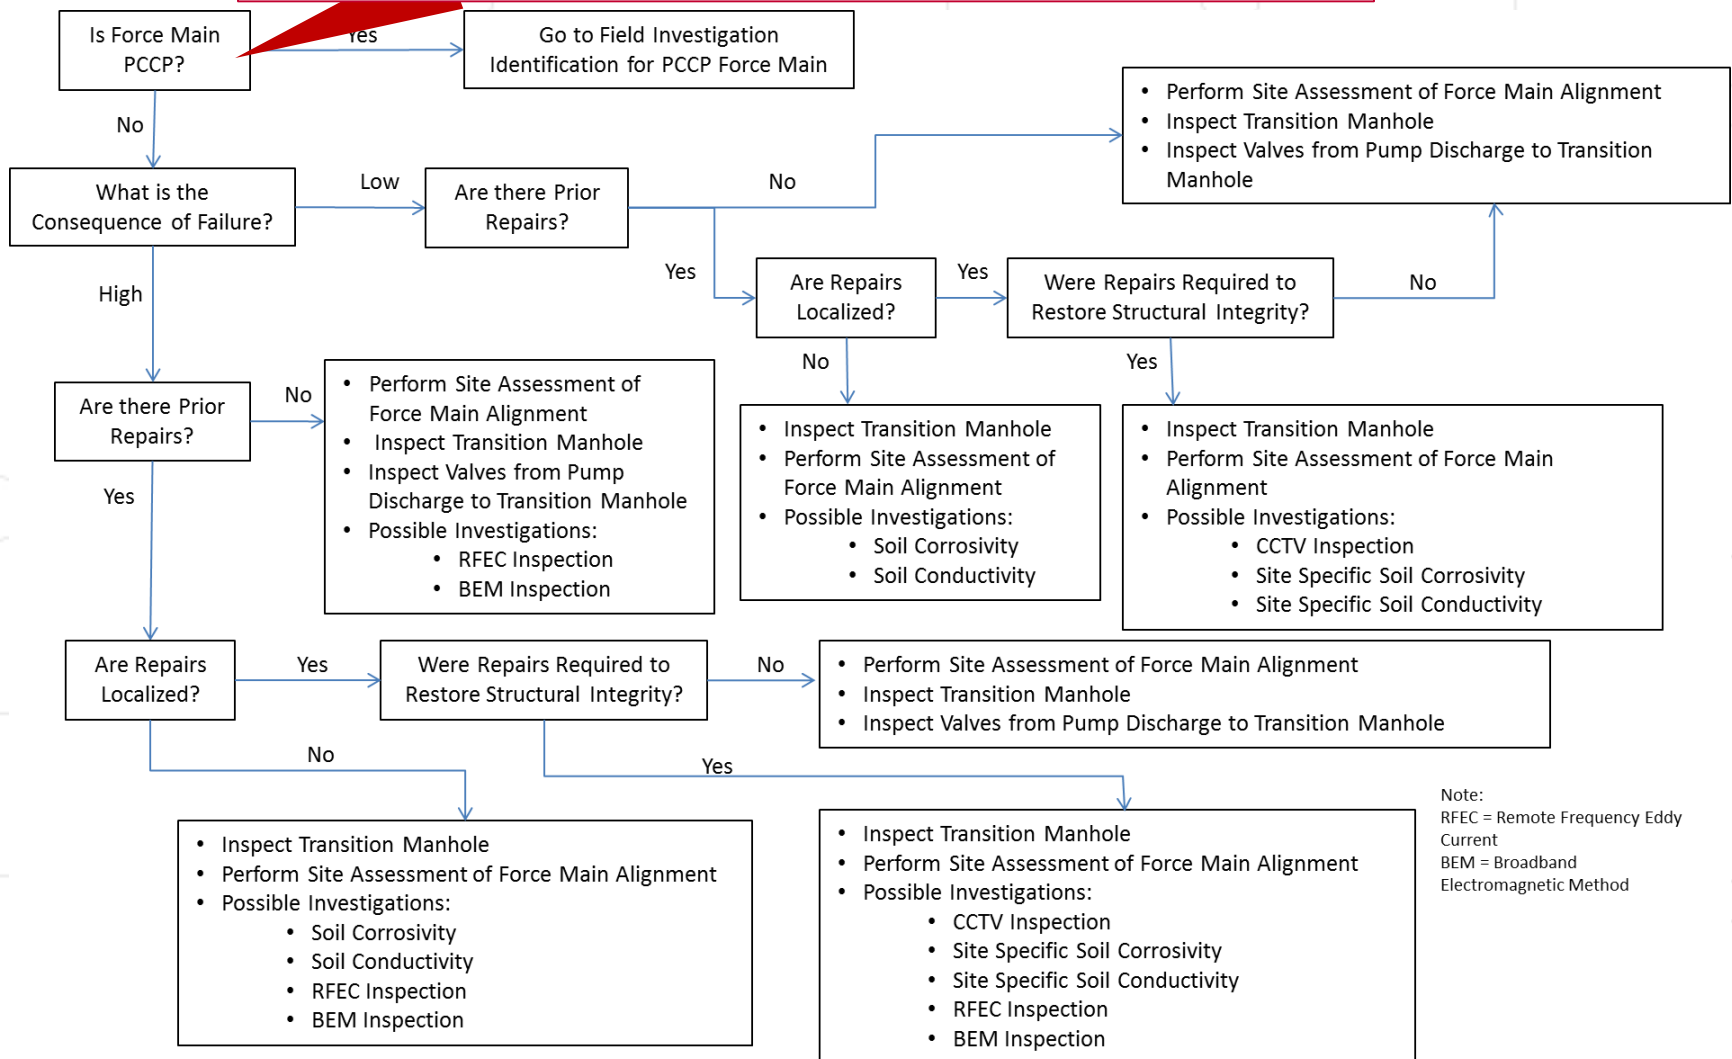 Is Force Main
PCCP?
Yes
Go to Field Investigation
Identification for PCCP Force Main
No
• Perform Site Assessment of Force Main Alignment
• Inspect Transition Manhole
• Inspect Valves from Pump Discharge to Transition
Manhole
What is the
Consequence of Failure?
Low
Are there Prior
Repairs?
No
Yes
Are Repairs
Localized?
Yes
Were Repairs Required to
Restore Structural Integrity?
No
High
No
Yes
Are there Prior
Repairs?
No
• Perform Site Assessment of
Force Main Alignment
• Inspect Transition Manhole
• Inspect Valves from Pump
Discharge to Transition Manhole
• Possible Investigations:
• RFEC Inspection
• BEM Inspection
• Inspect Transition Manhole
• Perform Site Assessment of
Force Main Alignment
• Possible Investigations:
• Soil Corrosivity
• Soil Conductivity
• Inspect Transition Manhole
• Perform Site Assessment of Force Main
Alignment
• Possible Investigations:
• CCTV Inspection
• Site Specific Soil Corrosivity
• Site Specific Soil Conductivity
Yes
Are Repairs
Localized?
Yes
Were Repairs Required to
Restore Structural Integrity?
No
• Perform Site Assessment of Force Main Alignment
• Inspect Transition Manhole
• Inspect Valves from Pump Discharge to Transition Manhole
No
Yes
• Inspect Transition Manhole
• Perform Site Assessment of Force Main Alignment
• Possible Investigations:
• Soil Corrosivity
• Soil Conductivity
• RFEC Inspection
• BEM Inspection
• Inspect Transition Manhole
• Perform Site Assessment of Force Main Alignment
• Possible Investigations:
• CCTV Inspection
• Site Specific Soil Corrosivity
• Site Specific Soil Conductivity
• RFEC Inspection
• BEM Inspection
Note:
RFEC = Remote Frequency Eddy
Current
BEM = Broadband
Electromagnetic Method